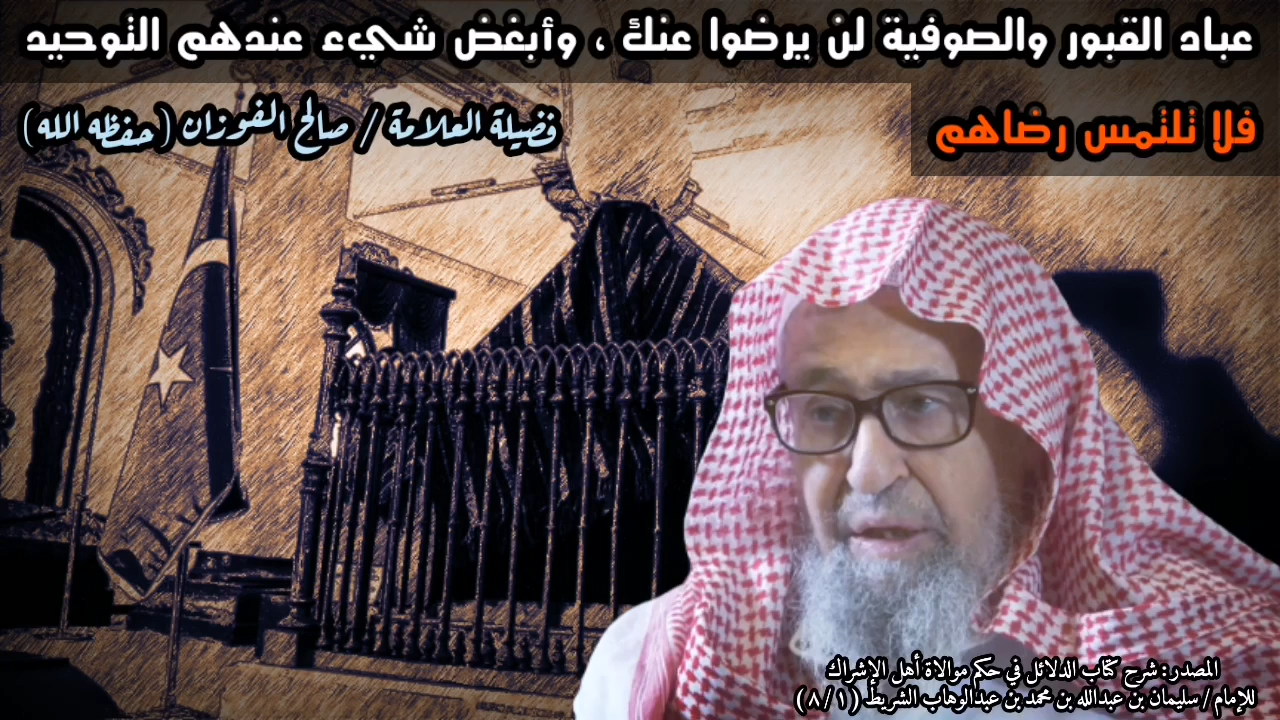 عباد القبور والصوفية لن يرضوا عنك ، وأبغض شيء عندهم التوحيد
فلا تلتمس رضاهم
فضيلة العلامة / صالح الفوزان (حفظه الله)
المصدر: شرح كتاب الدلائل في حكم موالاة أهل الإشراك
للإمام / سليمان بن عبدالله بن محمد بن عبدالوهاب الشريط (٨/١)